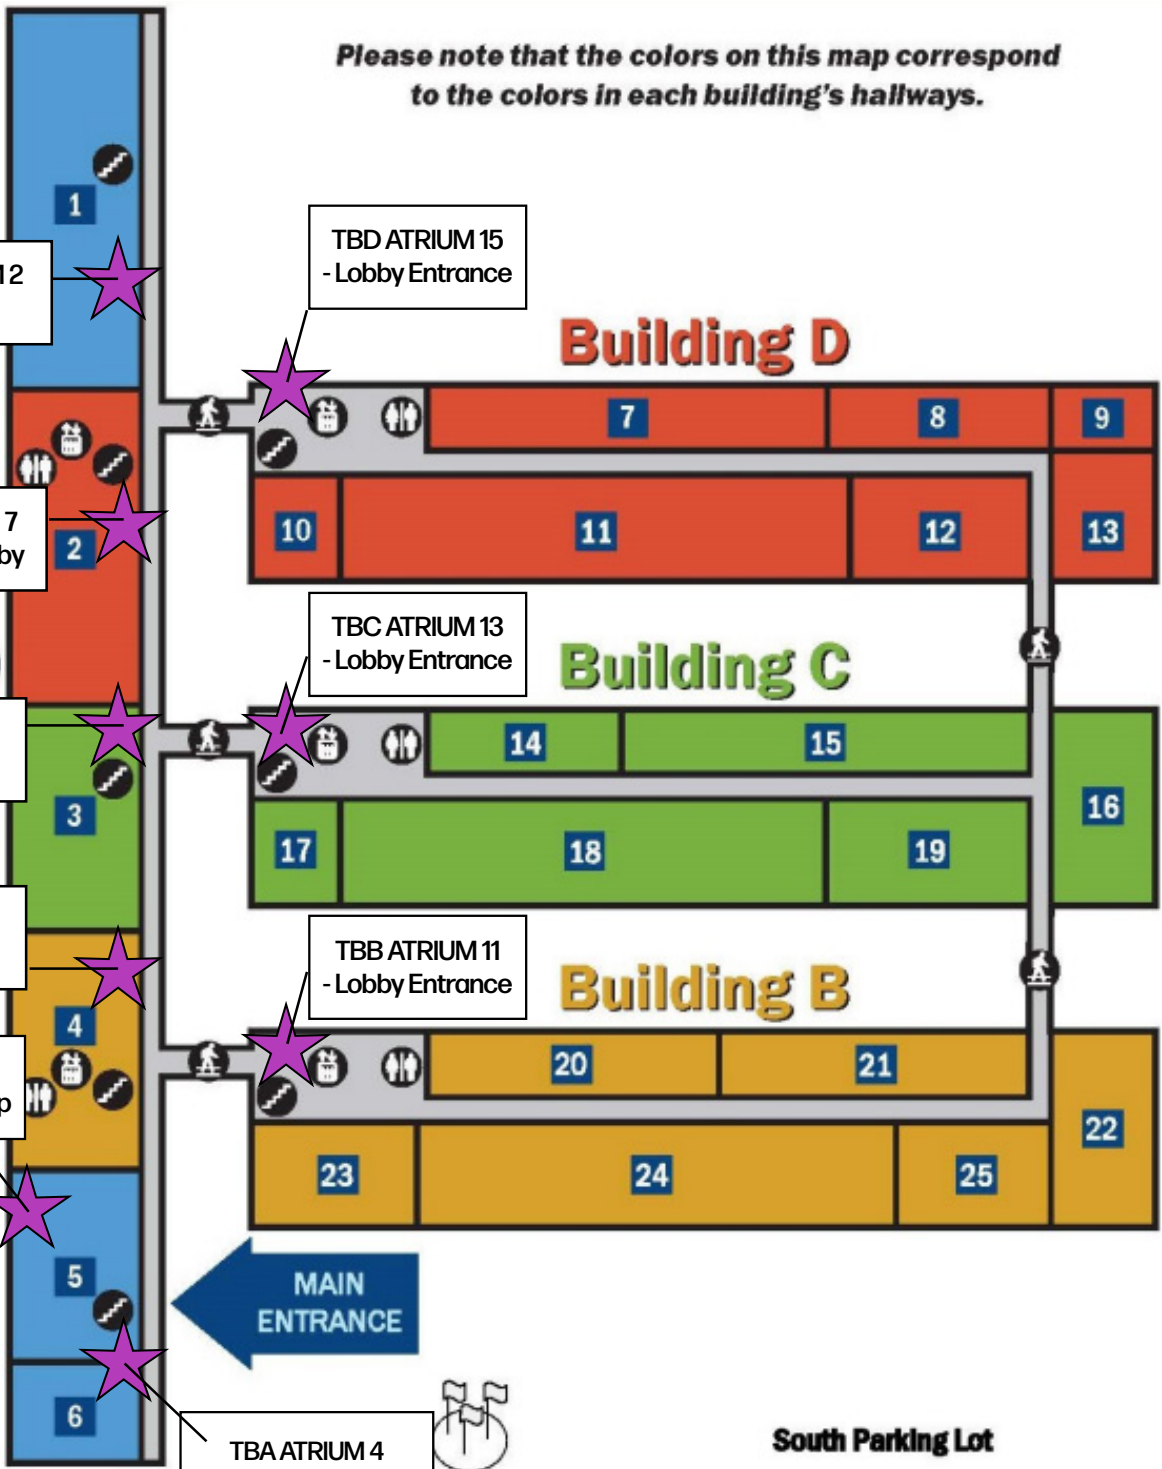 Please note that the colors on this map correspond
to the colors in each building's hallways.
1
12
TBD ATRIUM 15
- Lobby Entrance
Building D
7
8
9
10
11
12
13
2
7
by
TBC ATRIUM 13
- Lobby Entrance
Building C
14
15
16
17
18
19
3
TBB ATRIUM 11
- Lobby Entrance
Building B
4
20
21
22
23
24
25
p
5
MAIN
ENTRANCE
6
TBA ATRIUM 4
South Parking Lot